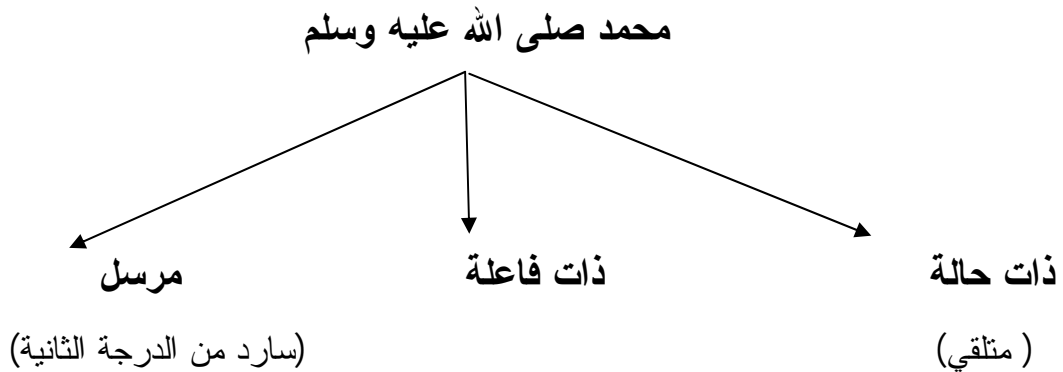 محمد صلى الله عليه وسلم
ذات حالة ذات فاعلة مرسل
( متلقي) (سارد من الدرجة الثانية)